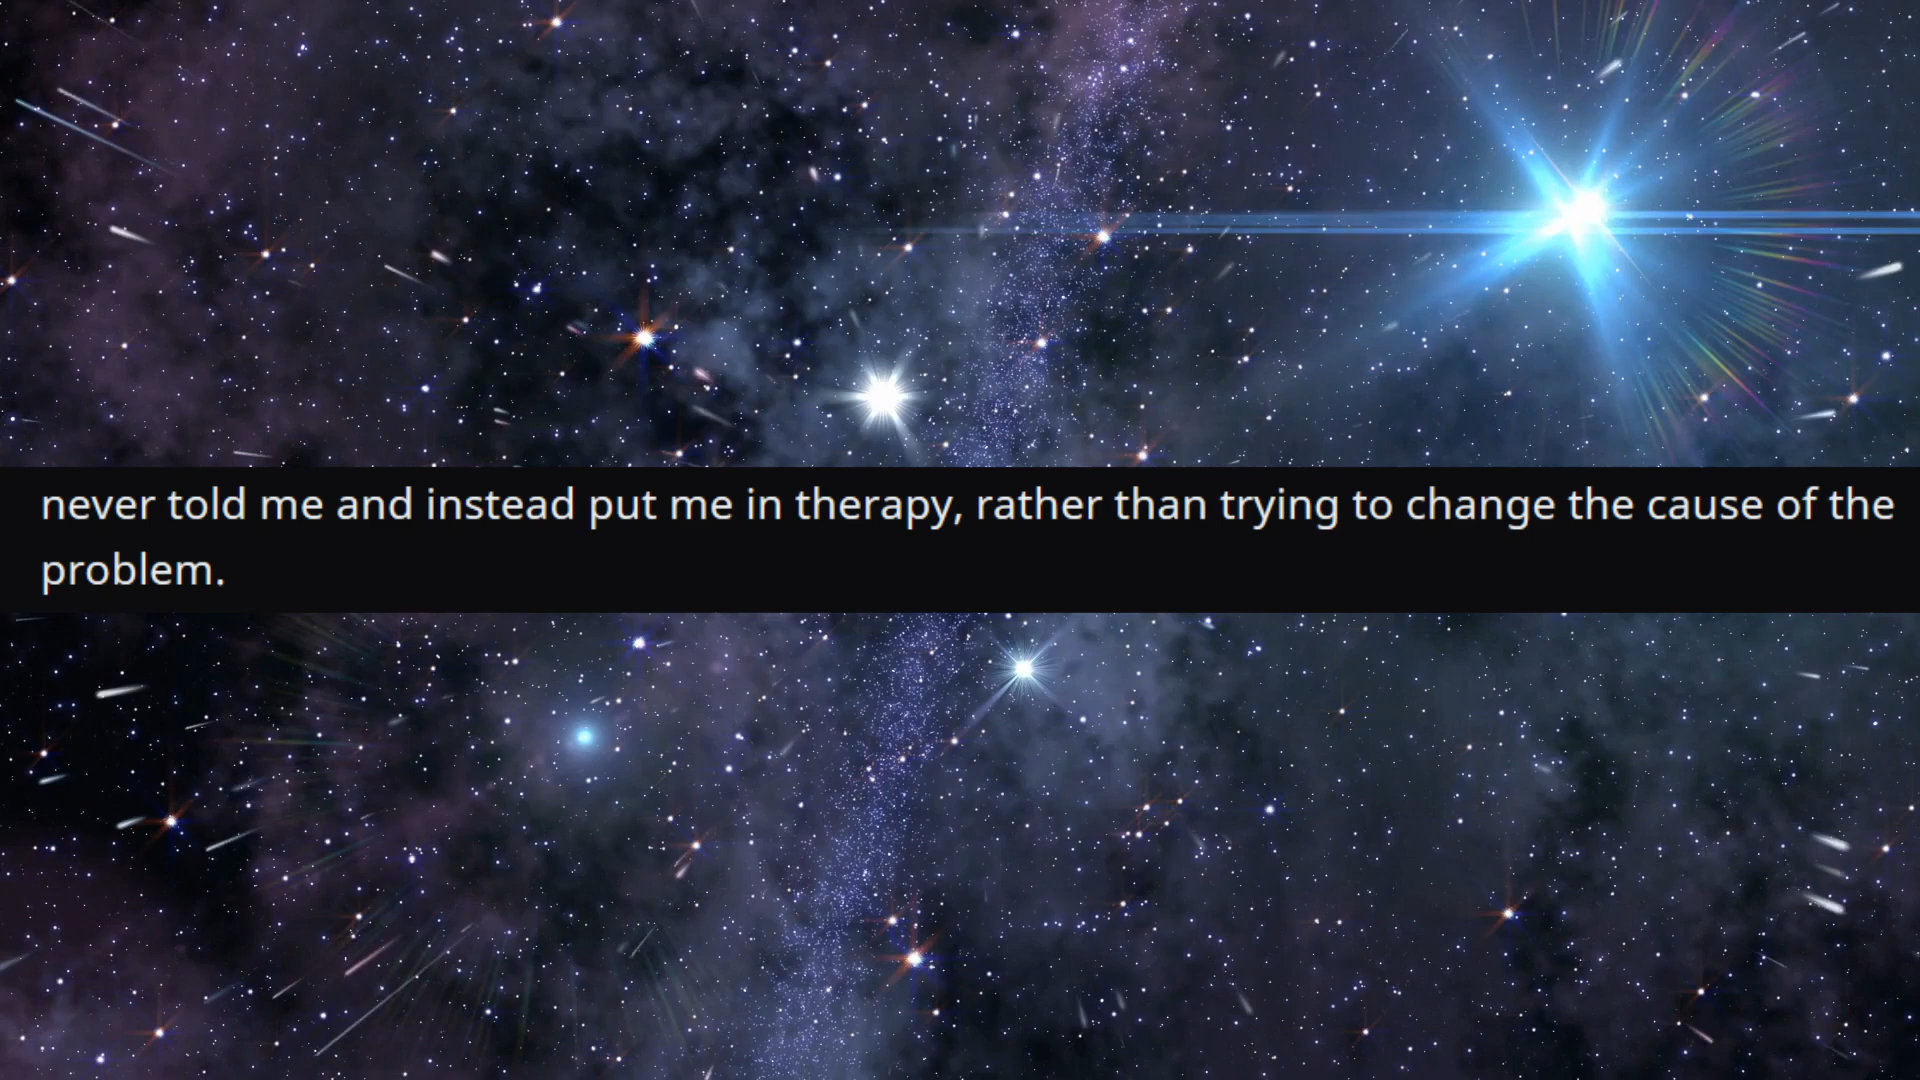 never told me and instead put me in therapy, rather than trying to change the cause of the
problem.